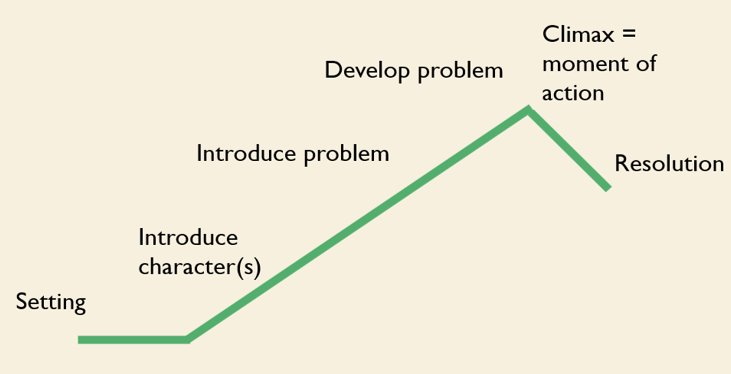 Climax =
moment of
action
Develop problem
Introduce problem
Resolution
Introduce
character(s)
Setting